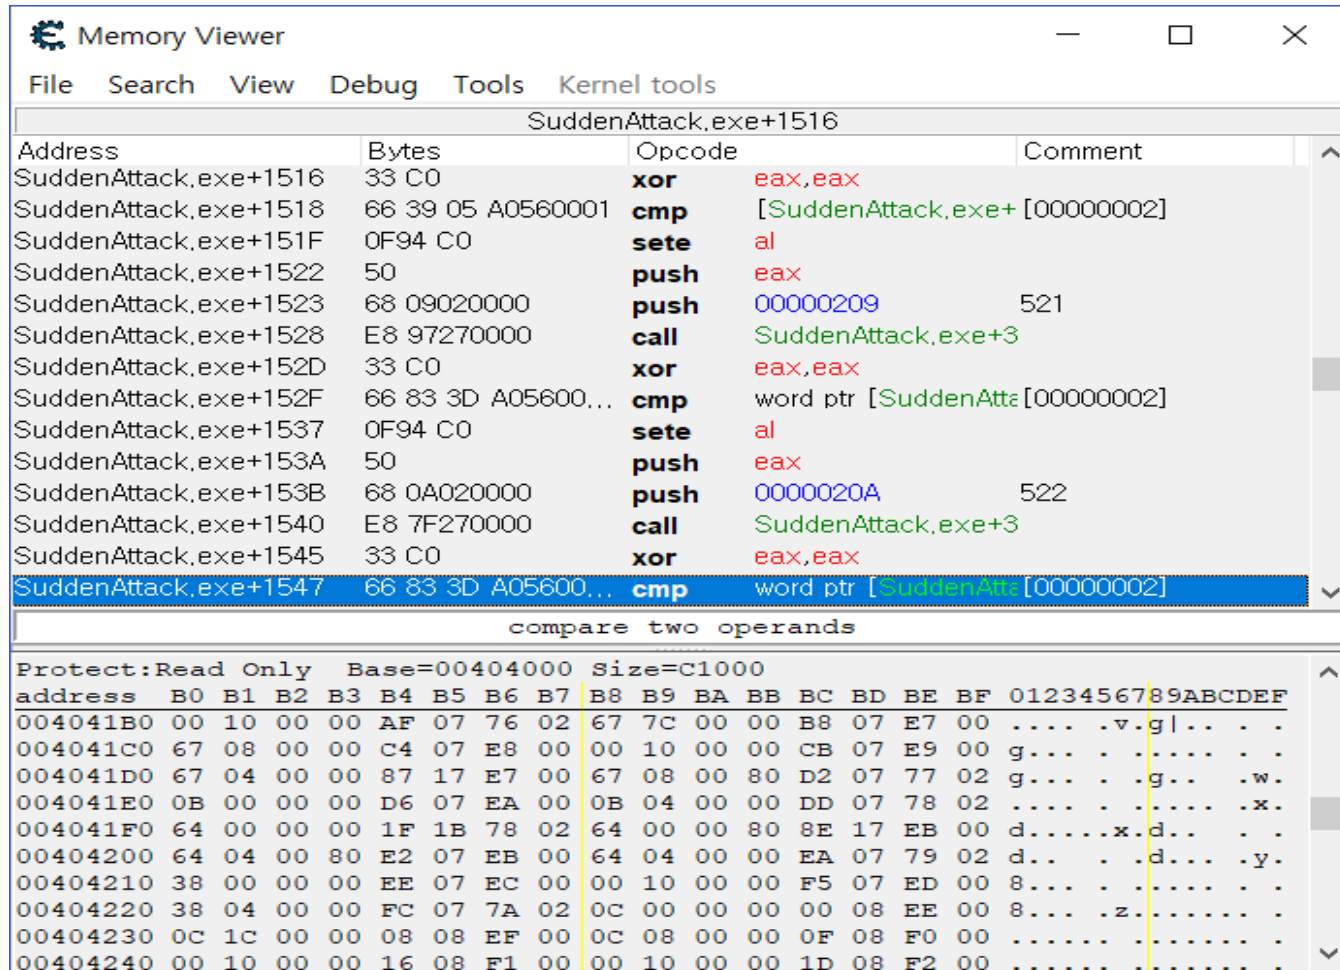 Memory Viewer
File Search View Debug Tools Kernel tools
SuddenAttack.exe+1516
Address Bytes Opcode Comment
SuddenAttack.exe+1516 33 C0 xor eax,eax
SuddenAttack.exe+1518 66 39 05 A0560001 cmp [SuddenAttack.exe+ [00000002]
SuddenAttack.exe+151F 0F94 C0 sete al
SuddenAttack.exe+1522 50 push eax
SuddenAttack.exe+1523 68 09020000 push 00000209 521
SuddenAttack.exe+1528 E8 97270000 call SuddenAttack.exe+3
SuddenAttack.exe+152D 33 C0 xor eax,eax
SuddenAttack.exe+152F 66 83 3D A05600... cmp word ptr [SuddenAtta [00000002]
SuddenAttack.exe+1537 0F94 C0 sete al
SuddenAttack.exe+153A 50 push eax
SuddenAttack.exe+153B 68 0A020000 push 0000020A 522
SuddenAttack.exe+1540 E8 7F270000 call SuddenAttack.exe+3
SuddenAttack.exe+1545 33 C0 xor eax,eax
SuddenAttack.exe+1547 66 83 3D A05600... cmp word ptr [SuddenAtta [00000002]
compare two operands
Protect:Read Only Base=00404000 Size=C1000
address B0 B1 B2 B3 B4 B5 B6 B7 B8 B9 BA BB BC BD BE BF 0123456789ABCDEF
004041B0 00 10 00 00 AF 07 76 02 67 7C 00 00 B8 07 E7 00 .... .v.g|.. . .
004041C0 67 08 00 00 C4 07 E8 00 00 10 00 00 CB 07 E9 00 g... . ..... . .
004041D0 67 04 00 00 87 17 E7 00 67 08 00 80 D2 07 77 02 g... . .g.. .w.
004041E0 0B 00 00 00 D6 07 EA 00 0B 04 00 00 DD 07 78 02 .... . ..... .x.
004041F0 64 00 00 00 1F 1B 78 02 64 00 00 80 8E 17 EB 00 d.....x.d.. . .
00404200 64 04 00 80 E2 07 EB 00 64 04 00 00 EA 07 79 02 d.. . .d... .y.
00404210 38 00 00 00 EE 07 EC 00 00 10 00 00 F5 07 ED 00 8... . ..... . .
00404220 38 04 00 00 FC 07 7A 02 0C 00 00 00 00 08 EE 00 8... .z....... .
00404230 0C 1C 00 00 08 08 EF 00 0C 08 00 00 0F 08 F0 00 ...... ....... .
00404240 00 10 00 00 16 08 F1 00 00 10 00 00 1D 08 F2 00 ...... ....... .